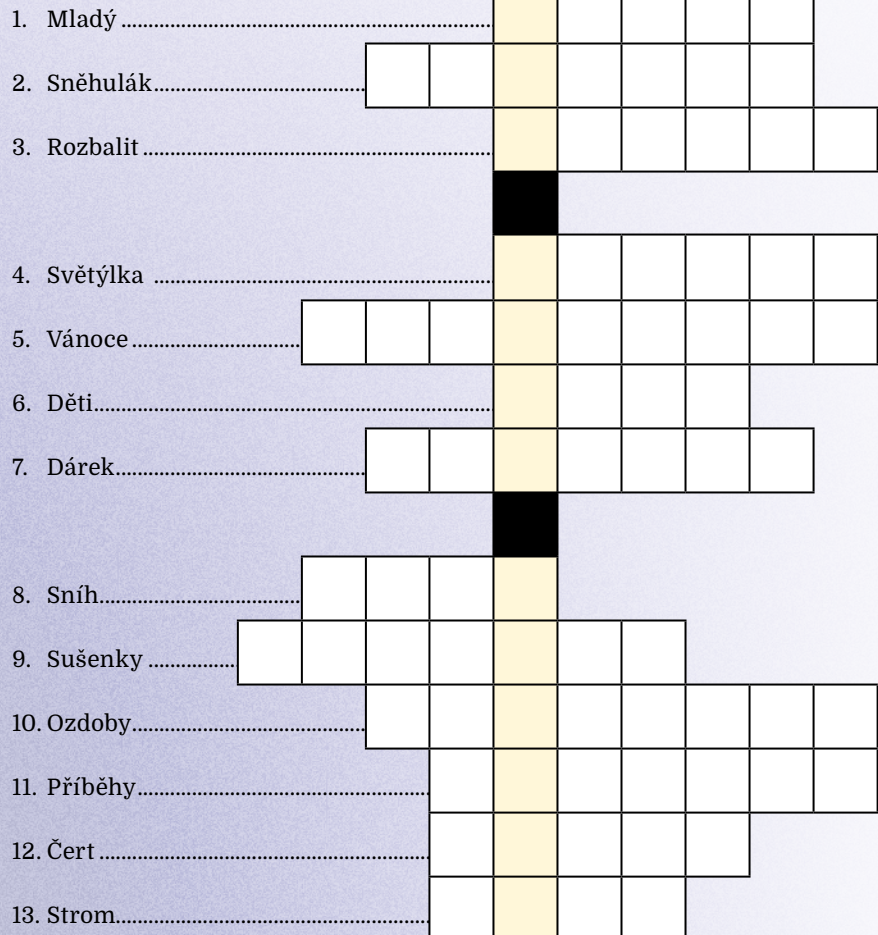 1. Mladý
2. Sněhulák
3. Rozbalit
4. Světýlka
5. Vánoce
6. Děti
7. Dárek
8. Sníh
9. Sušenky
10. Ozdoby
11. Příběhy
12. Čert
13. Strom